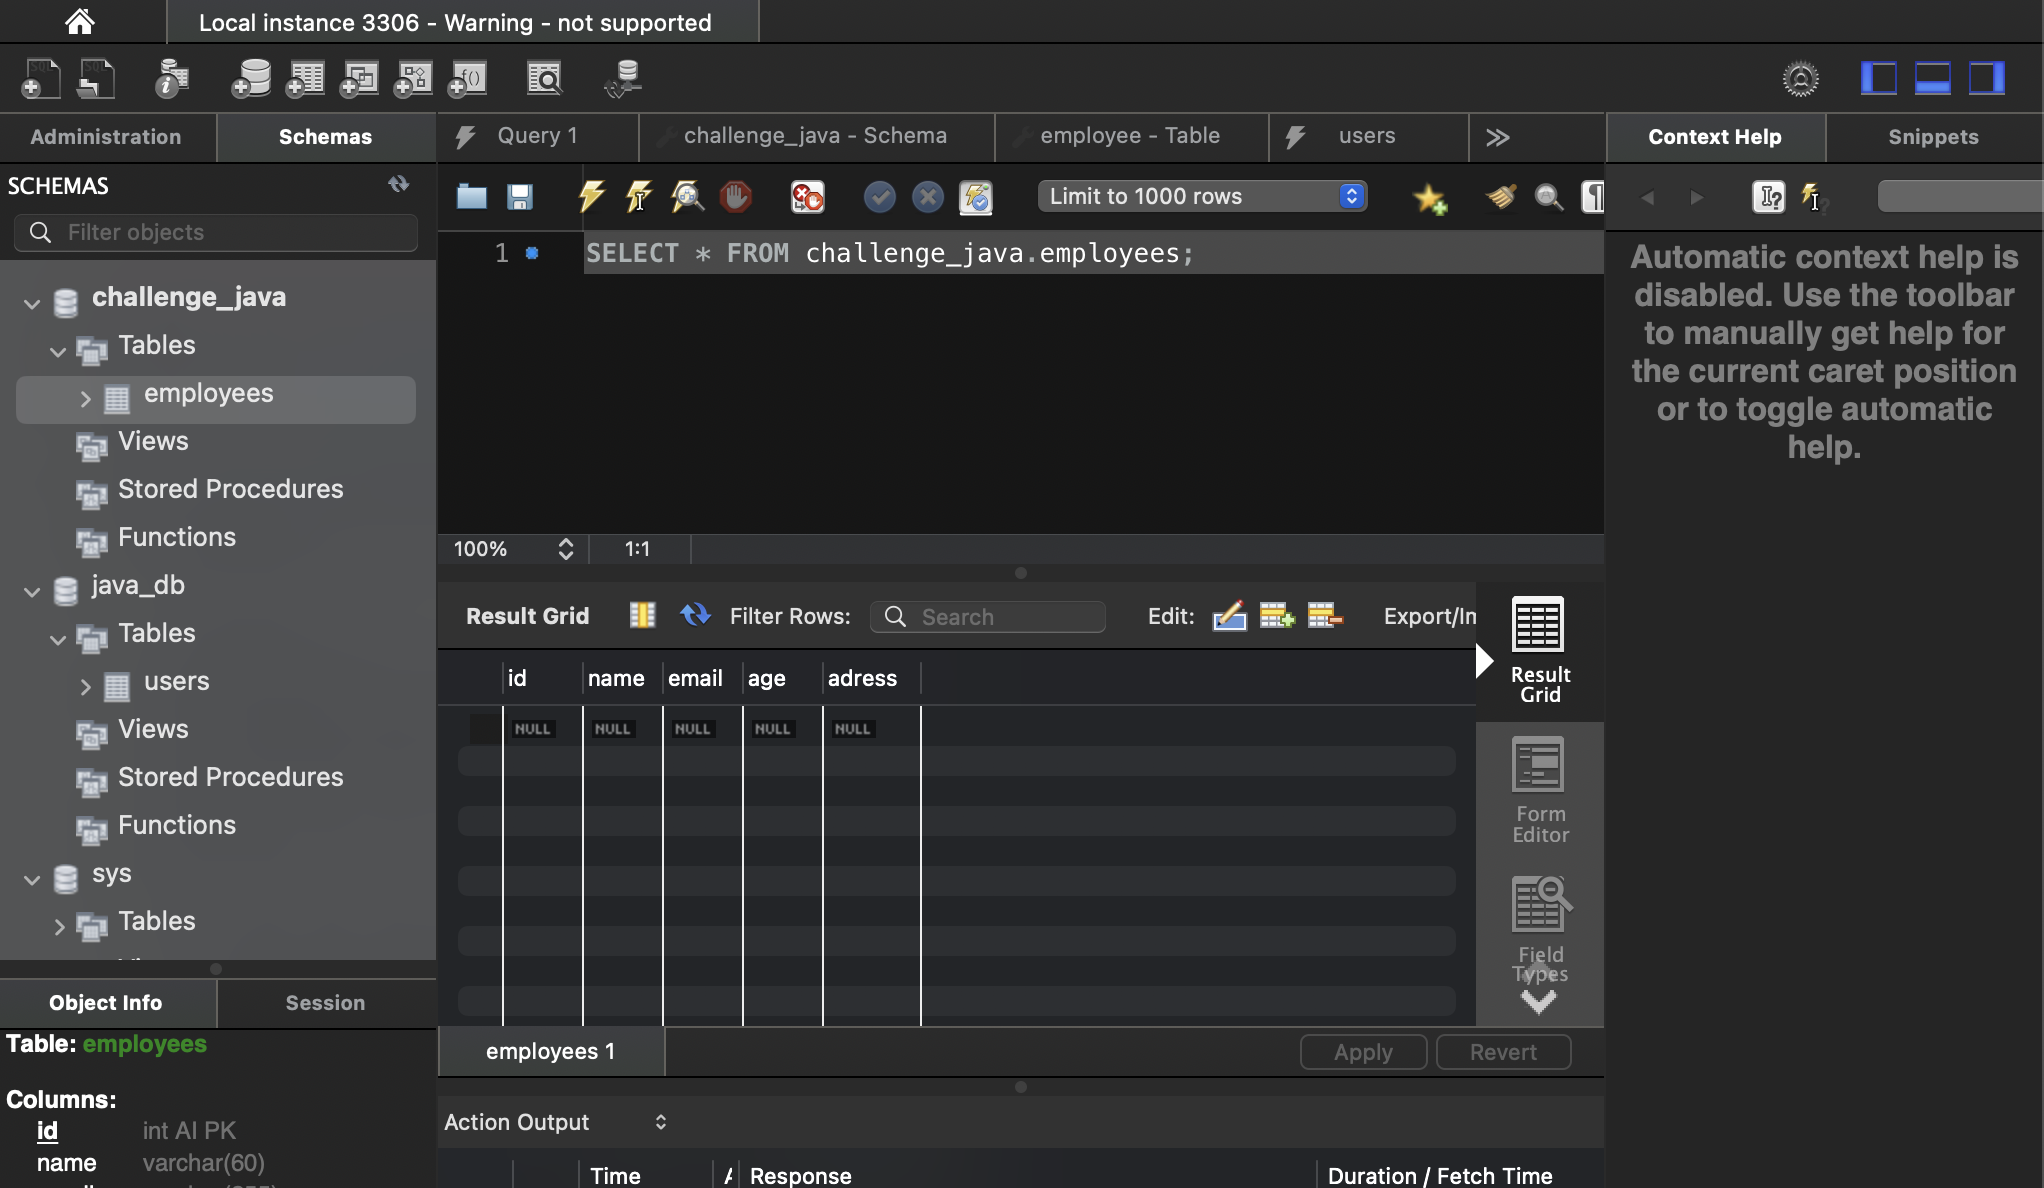 Local instance 3306 - Warning - not supported
Administration
Schemas
Query 1
challenge_java - Schema
employee - Table
users
Context Help
Snippets
SCHEMAS
Filter objects
Limit to 1000 rows
1
SELECT * FROM challenge_java.employees;
Automatic context help is
disabled. Use the toolbar
to manually get help for
the current caret position
or to toggle automatic
help.
challenge_java
Tables
employees
Views
Stored Procedures
Functions
java_db
Tables
users
Views
Stored Procedures
Functions
sys
Tables
100%
1:1
Result Grid
Filter Rows:
Search
Edit:
Export/Im
id
name
email
age
adress
NULL
NULL
NULL
NULL
NULL
Result
Grid
Form
Editor
Field
Types
employees 1
Apply
Revert
Object Info
Session
Table: employees
Columns:
id int AI PK
name varchar(60)
Action Output
Time
Response
Duration / Fetch Time